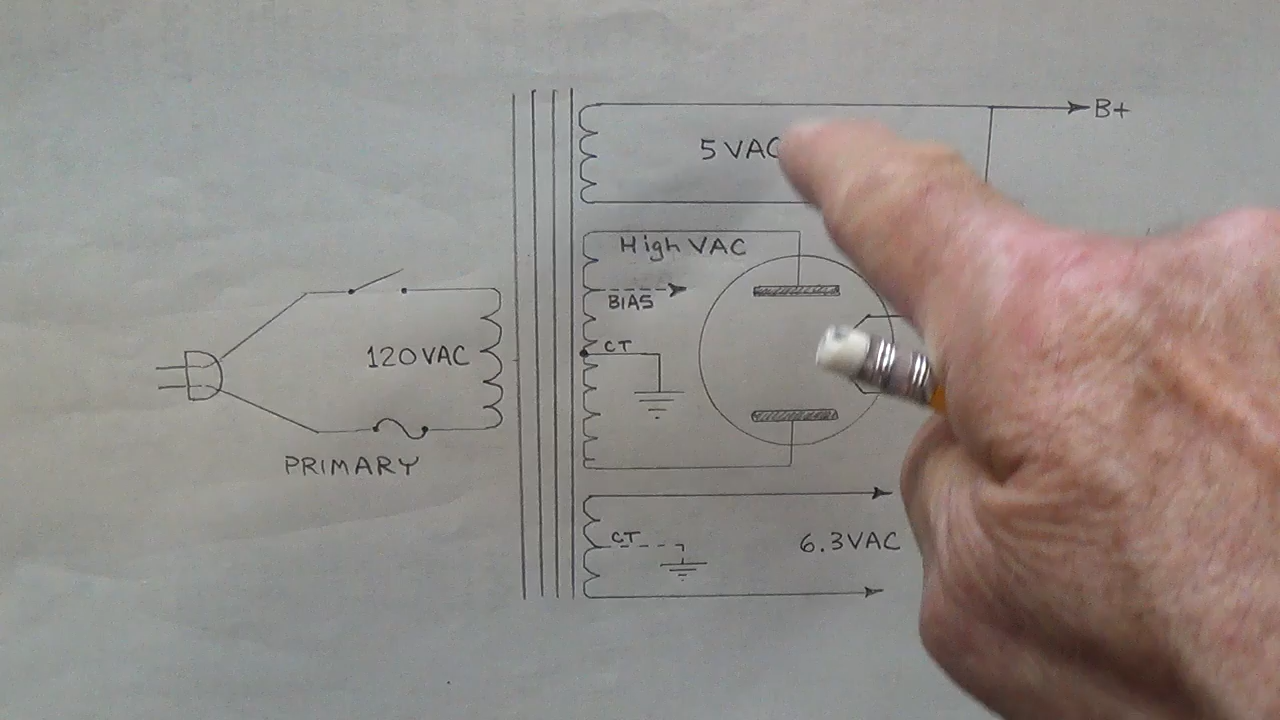 B+
5 VAC
High VAC
BIAS
120VAC
CT
PRIMARY
CT
6.3VAC